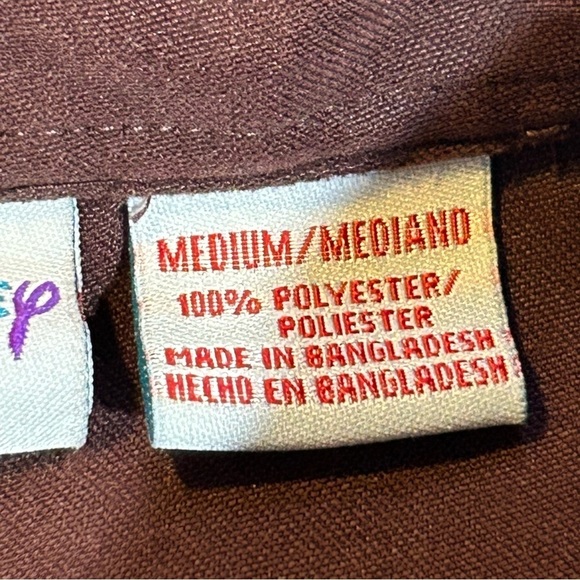 MEDIUM/MEDIANO
100% POLYESTER/
POLIESTER
MADE IN BANGLADESH
HECHO EN BANGLADESH